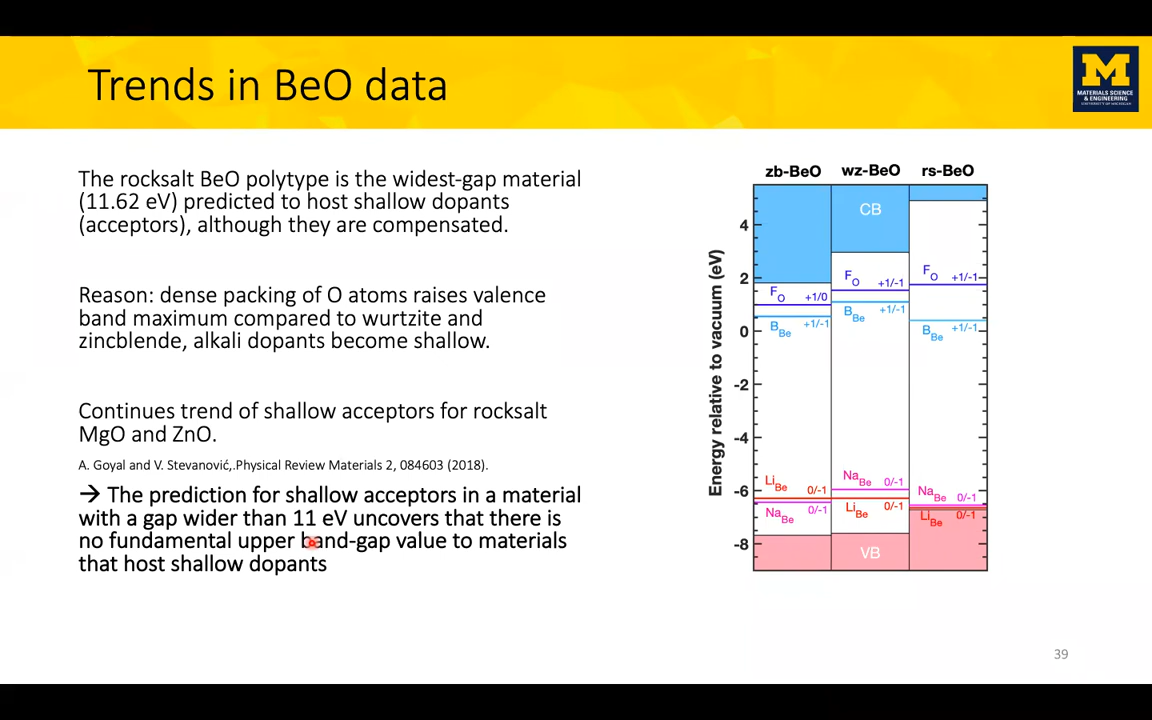 Trends in BeO data
M
MATERIALS SCIENCE
& ENGINEERING
UNIVERSITY OF MICHIGAN
The rocksalt BeO polytype is the widest-gap material
(11.62 eV) predicted to host shallow dopants
(acceptors), although they are compensated.
Reason: dense packing of O atoms raises valence
band maximum compared to wurtzite and
zincblende, alkali dopants become shallow.
Continues trend of shallow acceptors for rocksalt
MgO and ZnO.
A. Goyal and V. Stevanović,.Physical Review Materials 2, 084603 (2018).
→ The prediction for shallow acceptors in a material
with a gap wider than 11 eV uncovers that there is
no fundamental upper band-gap value to materials
that host shallow dopants
zb-BeO wz-BeO rs-BeO
Energy relative to vacuum (eV)
4
2
0
-2
-4
-6
-8
F_O +1/0
B_Be +1/-1
Li_Be 0/-1
Na_Be 0/-1
CB
F_O +1/-1
B_Be +1/-1
Na_Be 0/-1
Li_Be 0/-1
VB
F_O +1/-1
B_Be +1/-1
Na_Be 0/-1
Li_Be 0/-1
39